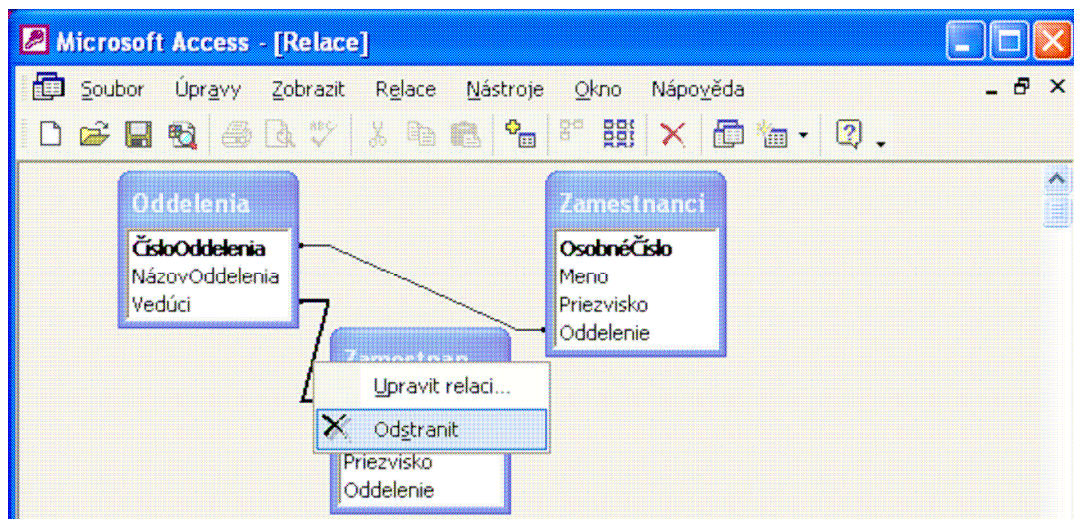 Microsoft Access - [Relace]
Soubor Úpravy Zobrazit Relace Nástroje Okno Nápověda
Oddelenia
ČísloOddelenia
NázovOddelenia
Vedúci
Zamestnanci
OsobnéČíslo
Meno
Priezvisko
Oddelenie
Zamestnan
Upravit relaci...
Odstranit
Priezvisko
Oddelenie